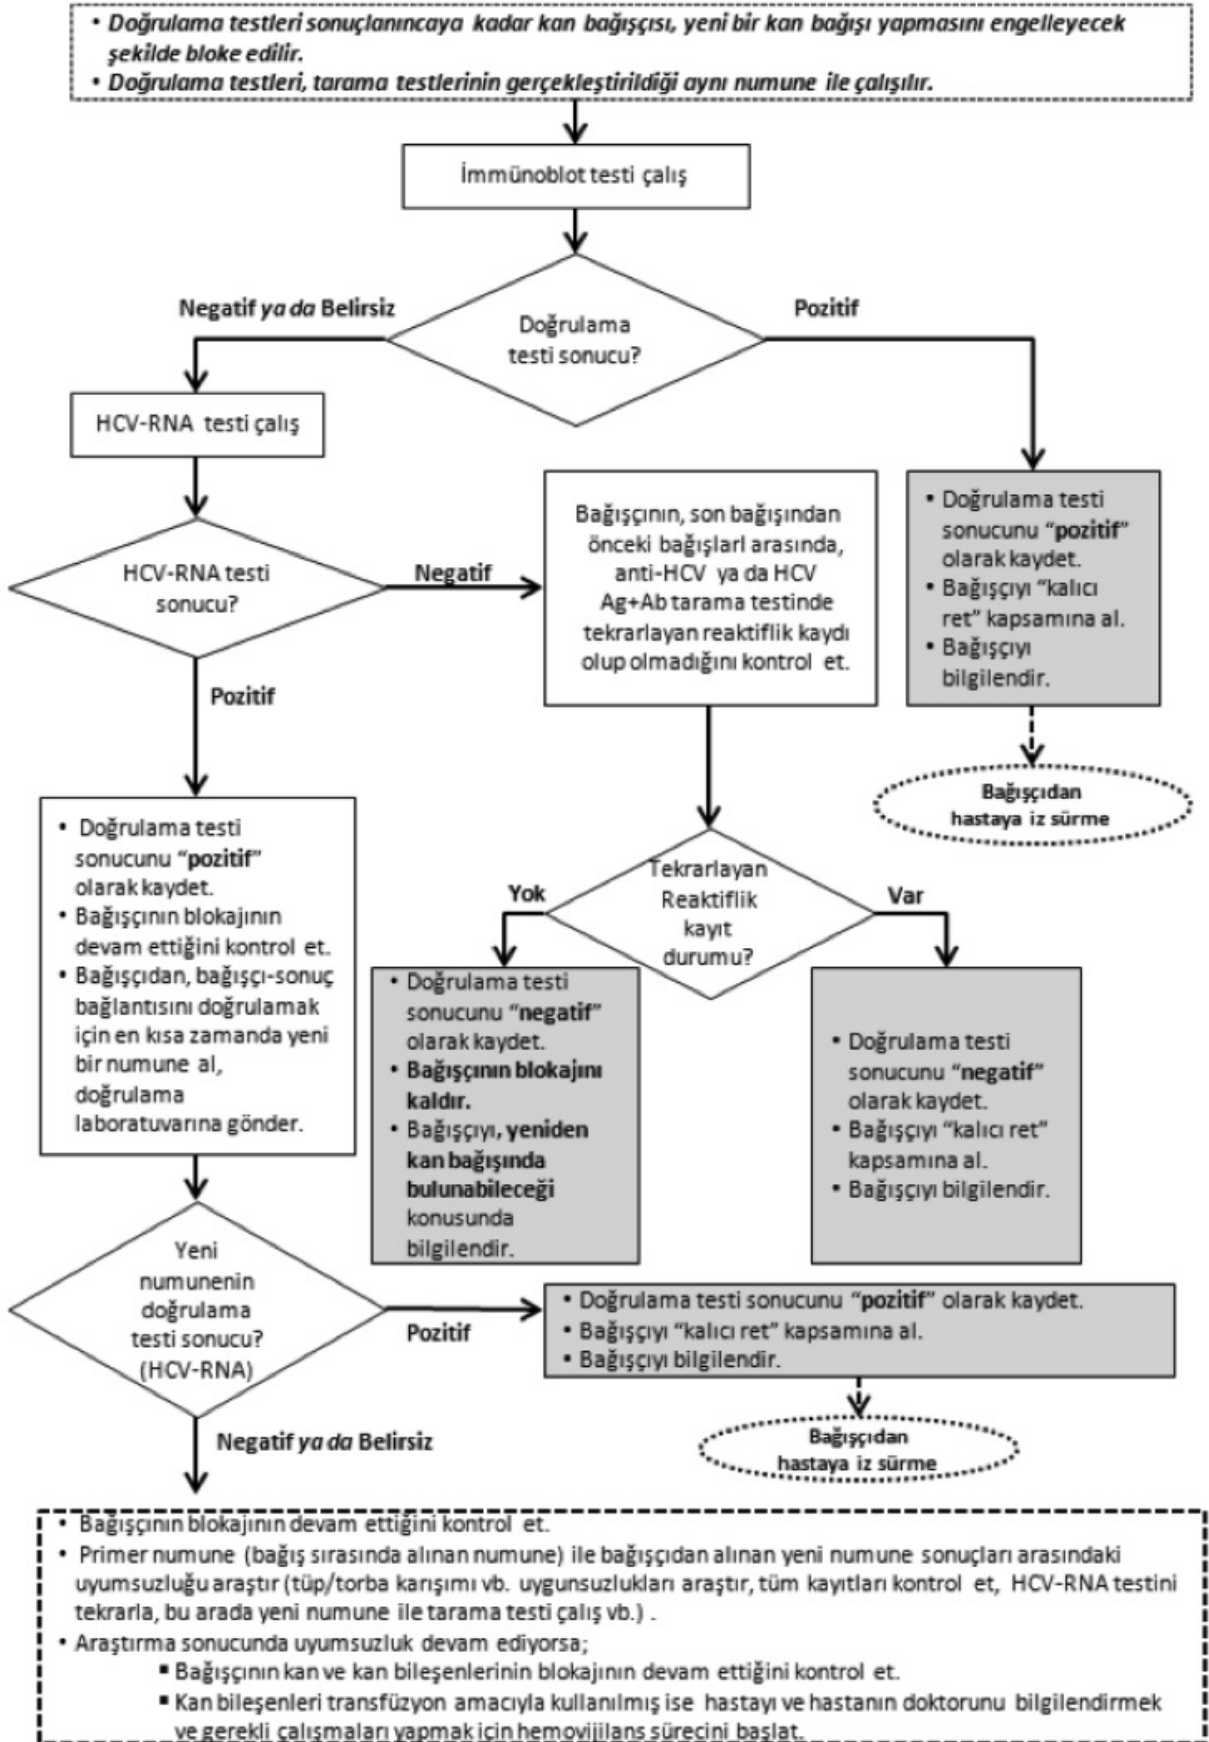 • Doğrulama testleri sonuçlanıncaya kadar kan bağışçısı, yeni bir kan bağışı yapmasını engelleyecek
şekilde bloke edilir.
• Doğrulama testleri, tarama testlerinin gerçekleştirildiği aynı numune ile çalışılır.
İmmünoblot testi çalış
Doğrulama
testi sonucu?
Negatif ya da Belirsiz
Pozitif
HCV-RNA testi çalış
HCV-RNA testi
sonucu?
Negatif
Pozitif
Bağışçının, son bağışından
önceki bağışlarI arasında,
anti-HCV ya da HCV
Ag+Ab tarama testinde
tekrarlayan reaktiflik kaydı
olup olmadığını kontrol et.
• Doğrulama testi
sonucunu “pozitif”
olarak kaydet.
• Bağışçıyı “kalıcı
ret” kapsamına al.
• Bağışçıyı
bilgilendir.
Bağışçıdan
hastaya iz sürme
• Doğrulama testi
sonucunu “pozitif”
olarak kaydet.
• Bağışçının blokajının
devam ettiğini kontrol et.
• Bağışçıdan, bağışçı-sonuç
bağlantısını doğrulamak
için en kısa zamanda yeni
bir numune al,
doğrulama
laboratuvarına gönder.
Tekrarlayan
Reaktiflik
kayıt
durumu?
Yok
Var
• Doğrulama testi
sonucunu “negatif”
olarak kaydet.
• Bağışçının blokajını
kaldır.
• Bağışçıyı, yeniden
kan bağışında
bulunabileceği
konusunda
bilgilendir.
• Doğrulama testi
sonucunu “negatif”
olarak kaydet.
• Bağışçıyı “kalıcı ret”
kapsamına al.
• Bağışçıyı bilgilendir.
Yeni
numunenin
doğrulama
testi sonucu?
(HCV-RNA)
Pozitif
• Doğrulama testi sonucunu “pozitif” olarak kaydet.
• Bağışçıyı “kalıcı ret” kapsamına al.
• Bağışçıyı bilgilendir.
Bağışçıdan
hastaya iz sürme
Negatif ya da Belirsiz
• Bağışçının blokajının devam ettiğini kontrol et.
• Primer numune (bağış sırasında alınan numune) ile bağışçıdan alınan yeni numune sonuçları arasındaki
uyumsuzluğu araştır (tüp/torba karışımı vb. uygunsuzlukları araştır, tüm kayıtları kontrol et, HCV-RNA testini
tekrarla, bu arada yeni numune ile tarama testi çalış vb.) .
• Araştırma sonucunda uyumsuzluk devam ediyorsa;
▪ Bağışçının kan ve kan bileşenlerinin blokajının devam ettiğini kontrol et.
▪ Kan bileşenleri transfüzyon amacıyla kullanılmış ise hastayı ve hastanın doktorunu bilgilendirmek
ve gerekli çalışmaları yapmak için hemovijilans sürecini başlat.